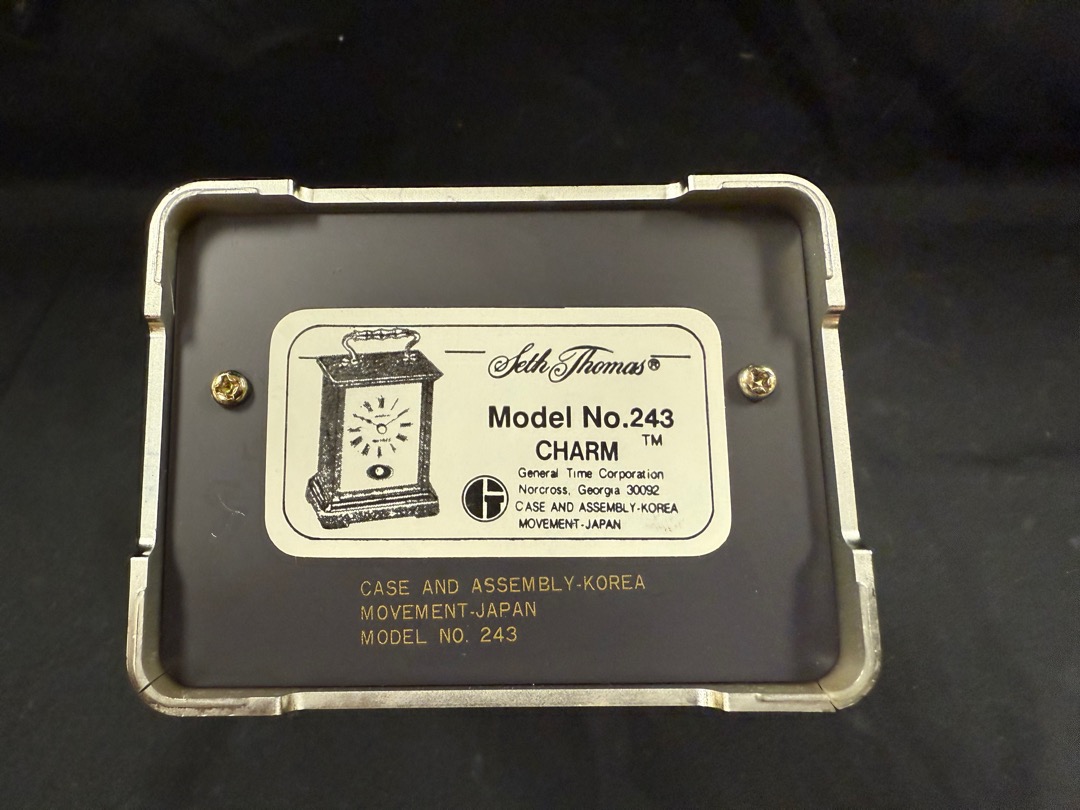 Seth Thomas®
Model No.243
CHARM™
General Time Corporation
Norcross, Georgia 30092
CASE AND ASSEMBLY-KOREA
MOVEMENT-JAPAN
CASE AND ASSEMBLY-KOREA
MOVEMENT-JAPAN
MODEL NO. 243